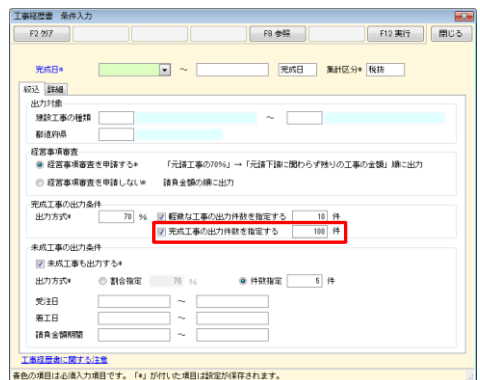 工事経歴書 条件入力
F2 クリア F8 参照 F12 実行 閉じる
完成日* ～ 完成日 集計区分* 税抜
絞込 詳細
出力対象
建設工事の種類 ～
都道府県
経営事項審査
経営事項審査を申請する* 「元請工事の70%」→「元請下請に関わらず残りの工事の金額」順に出力
経営事項審査を申請しない* 請負金額の順に出力
完成工事の出力条件
出力方式* 70 % 軽微な工事の出力件数を指定する 10 件
完成工事の出力件数を指定する 100 件
未成工事の出力条件
未成工事も出力する*
出力方式* 割合指定 70 % 件数指定 5 件
受注日 ～
着工日 ～
請負金額期間 ～
工事経歴書に関する注意
青色の項目は必須入力項目です。「*」が付いた項目は設定が保存されます。